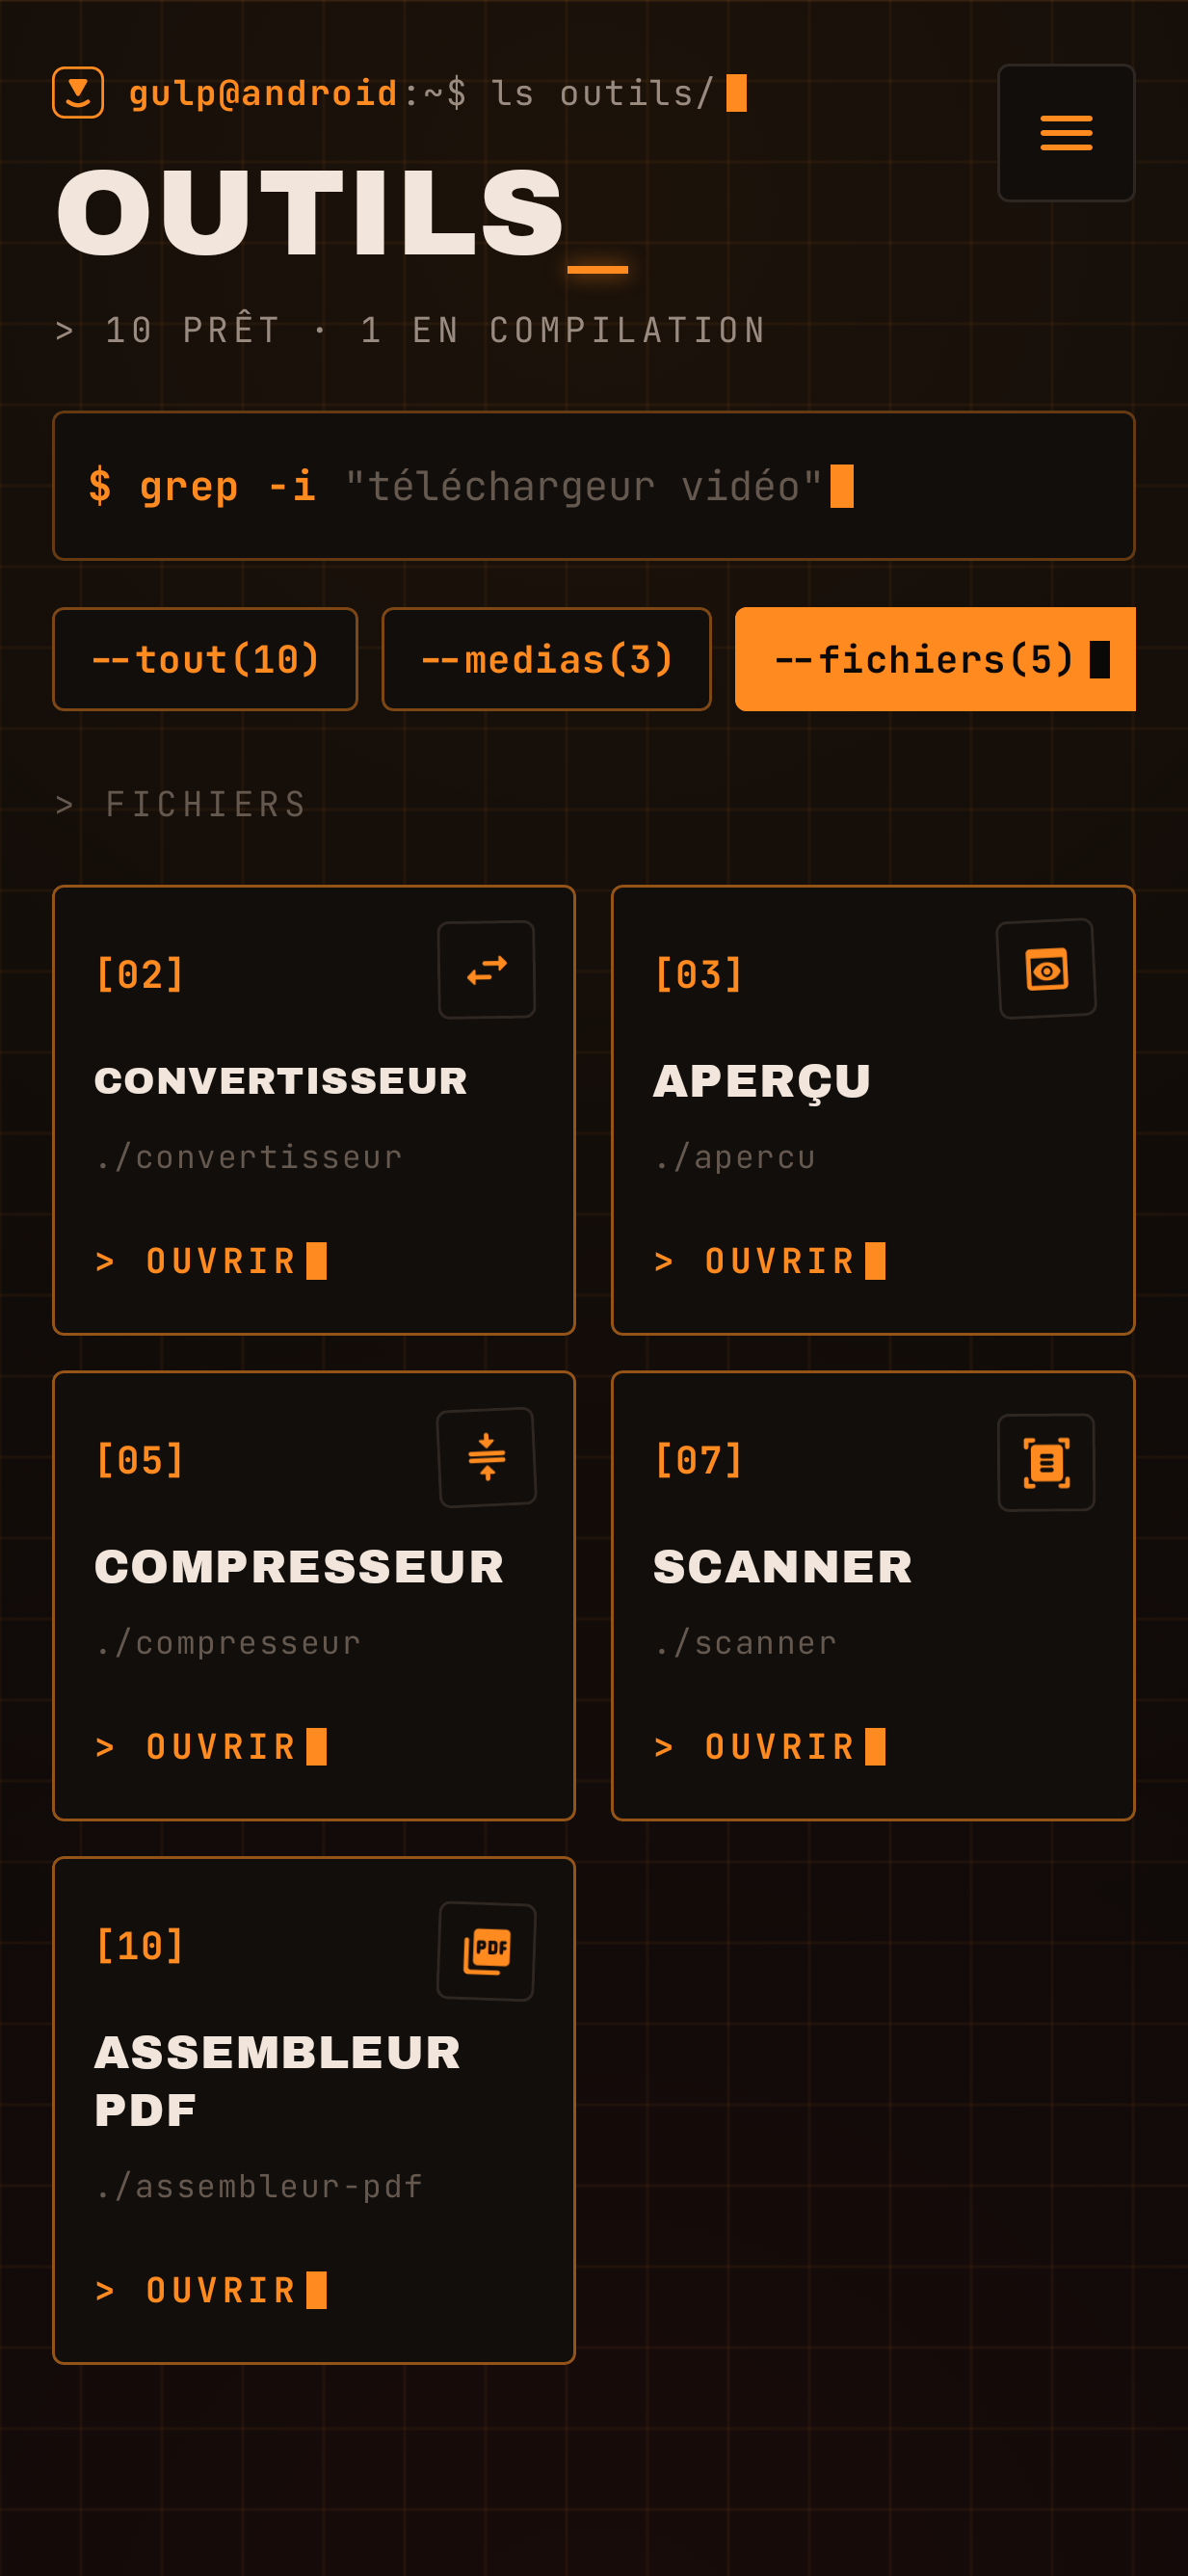 gulp@android:~$ ls outils/
OUTILS_
> 10 PRÊT · 1 EN COMPILATION
$ grep -i "téléchargeur vidéo"
--tout(10) --medias(3) --fichiers(5)
> FICHIERS
[02]
CONVERTISSEUR
./convertisseur
> OUVRIR
[03]
APERÇU
./apercu
> OUVRIR
[05]
COMPRESSEUR
./compresseur
> OUVRIR
[07]
SCANNER
./scanner
> OUVRIR
[10]
PDF
ASSEMBLEUR
PDF
./assembleur-pdf
> OUVRIR